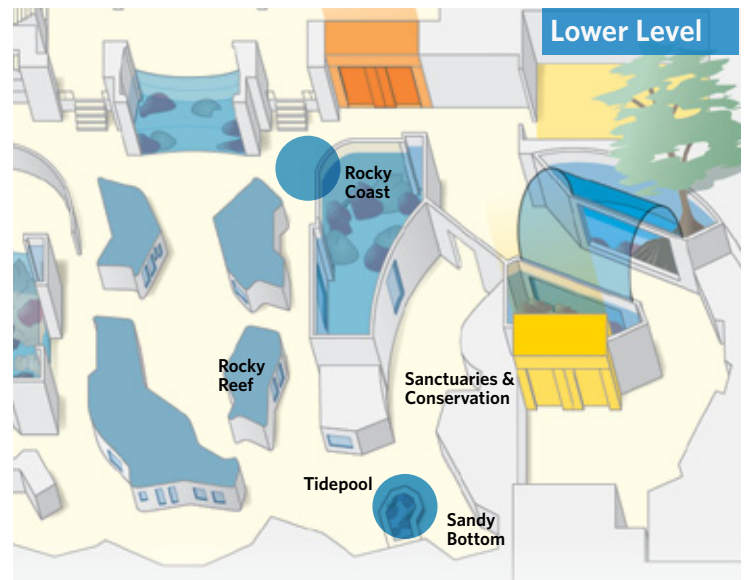 Lower Level
Rocky
Coast
Rocky
Reef
Sanctuaries &
Conservation
Tidepool
Sandy
Bottom